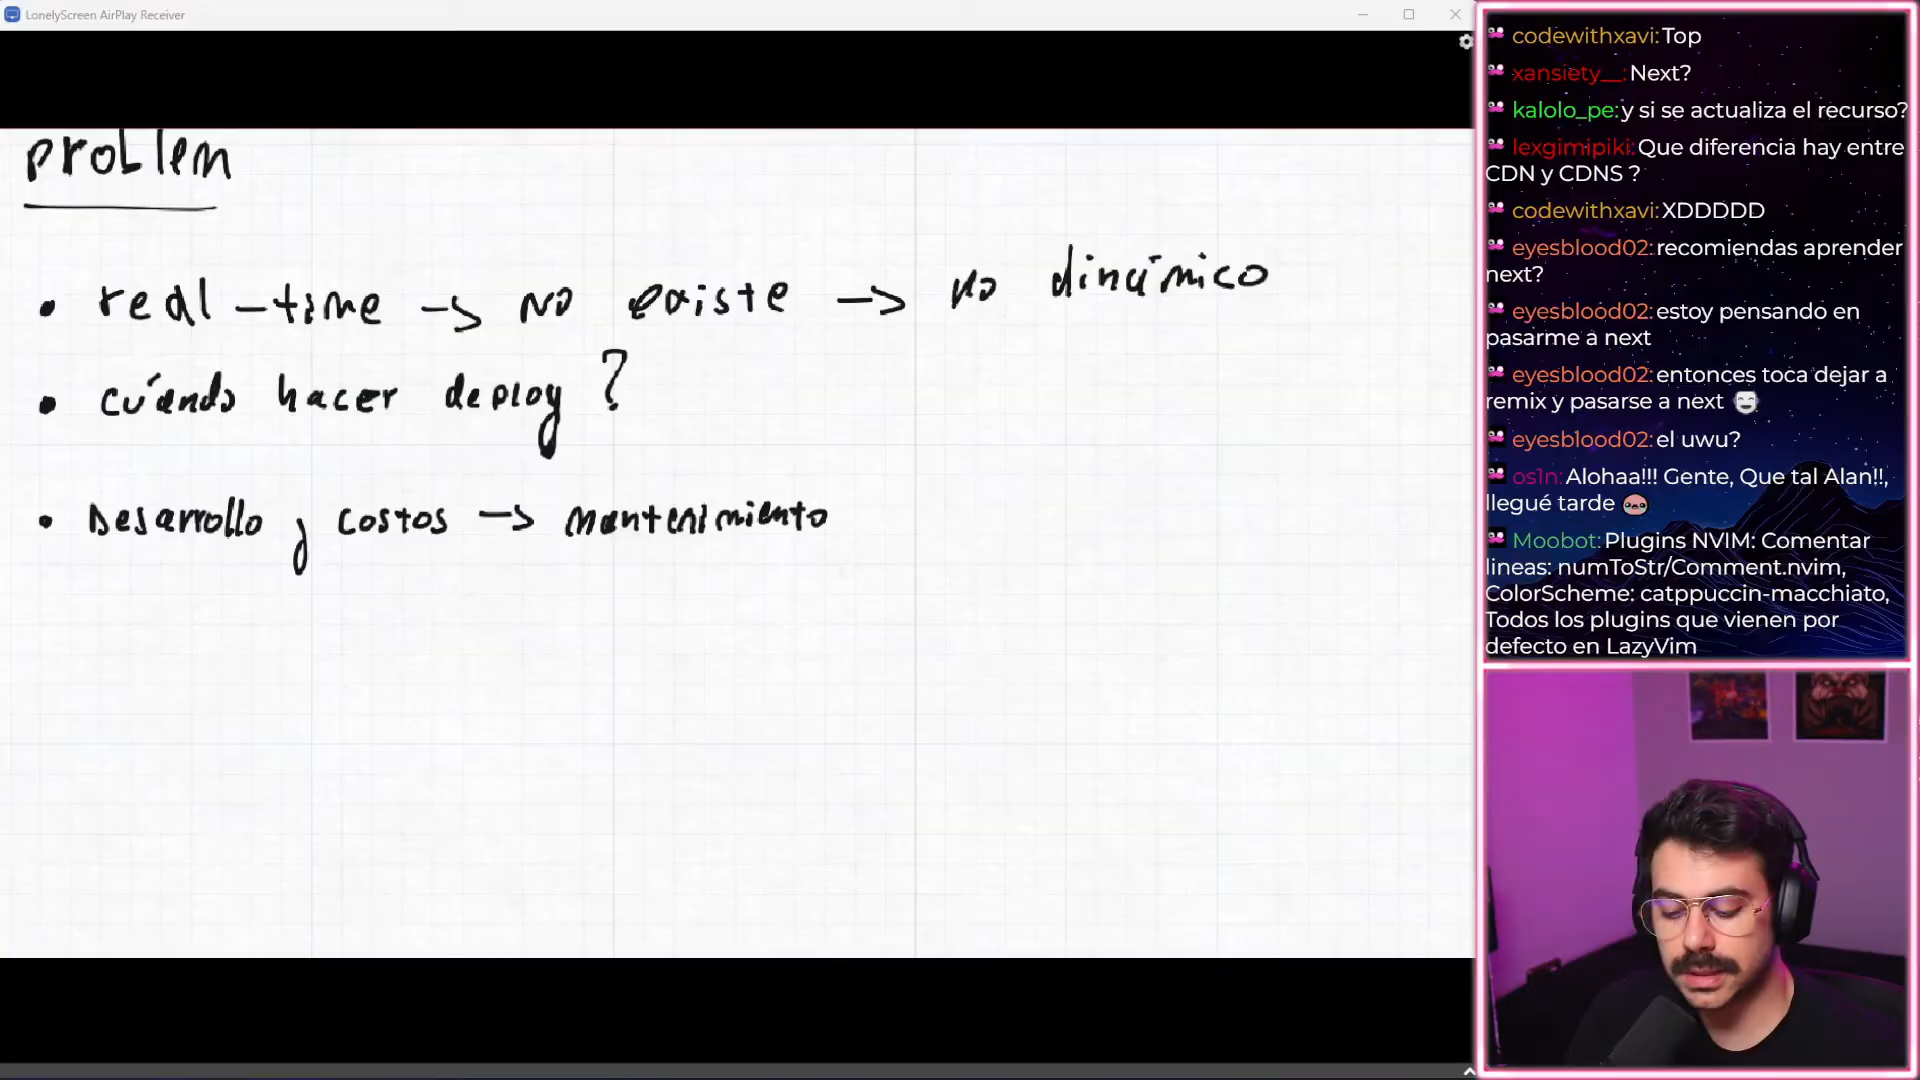 LonelyScreen AirPlay Receiver
problem
• real-time -> no existe -> no dinámico
• cuándo hacer deploy?
• Desarrollo y costos -> mantenimiento
codewithxavi: Top
xansiety__: Next?
kalolo_pe: y si se actualiza el recurso?
lexgimipiki: Que diferencia hay entre
CDN y CDNS ?
codewithxavi: XDDDDD
eyesblood02: recomiendas aprender
next?
eyesblood02: estoy pensando en
pasarme a next
eyesblood02: entonces toca dejar a
remix y pasarse a next
eyesblood02: el uwu?
os1n: Alohaa!!! Gente, Que tal Alan!!,
llegué tarde
Moobot: Plugins NVIM: Comentar
lineas: numToStr/Comment.nvim,
ColorScheme: catppuccin-macchiato,
Todos los plugins que vienen por
defecto en LazyVim